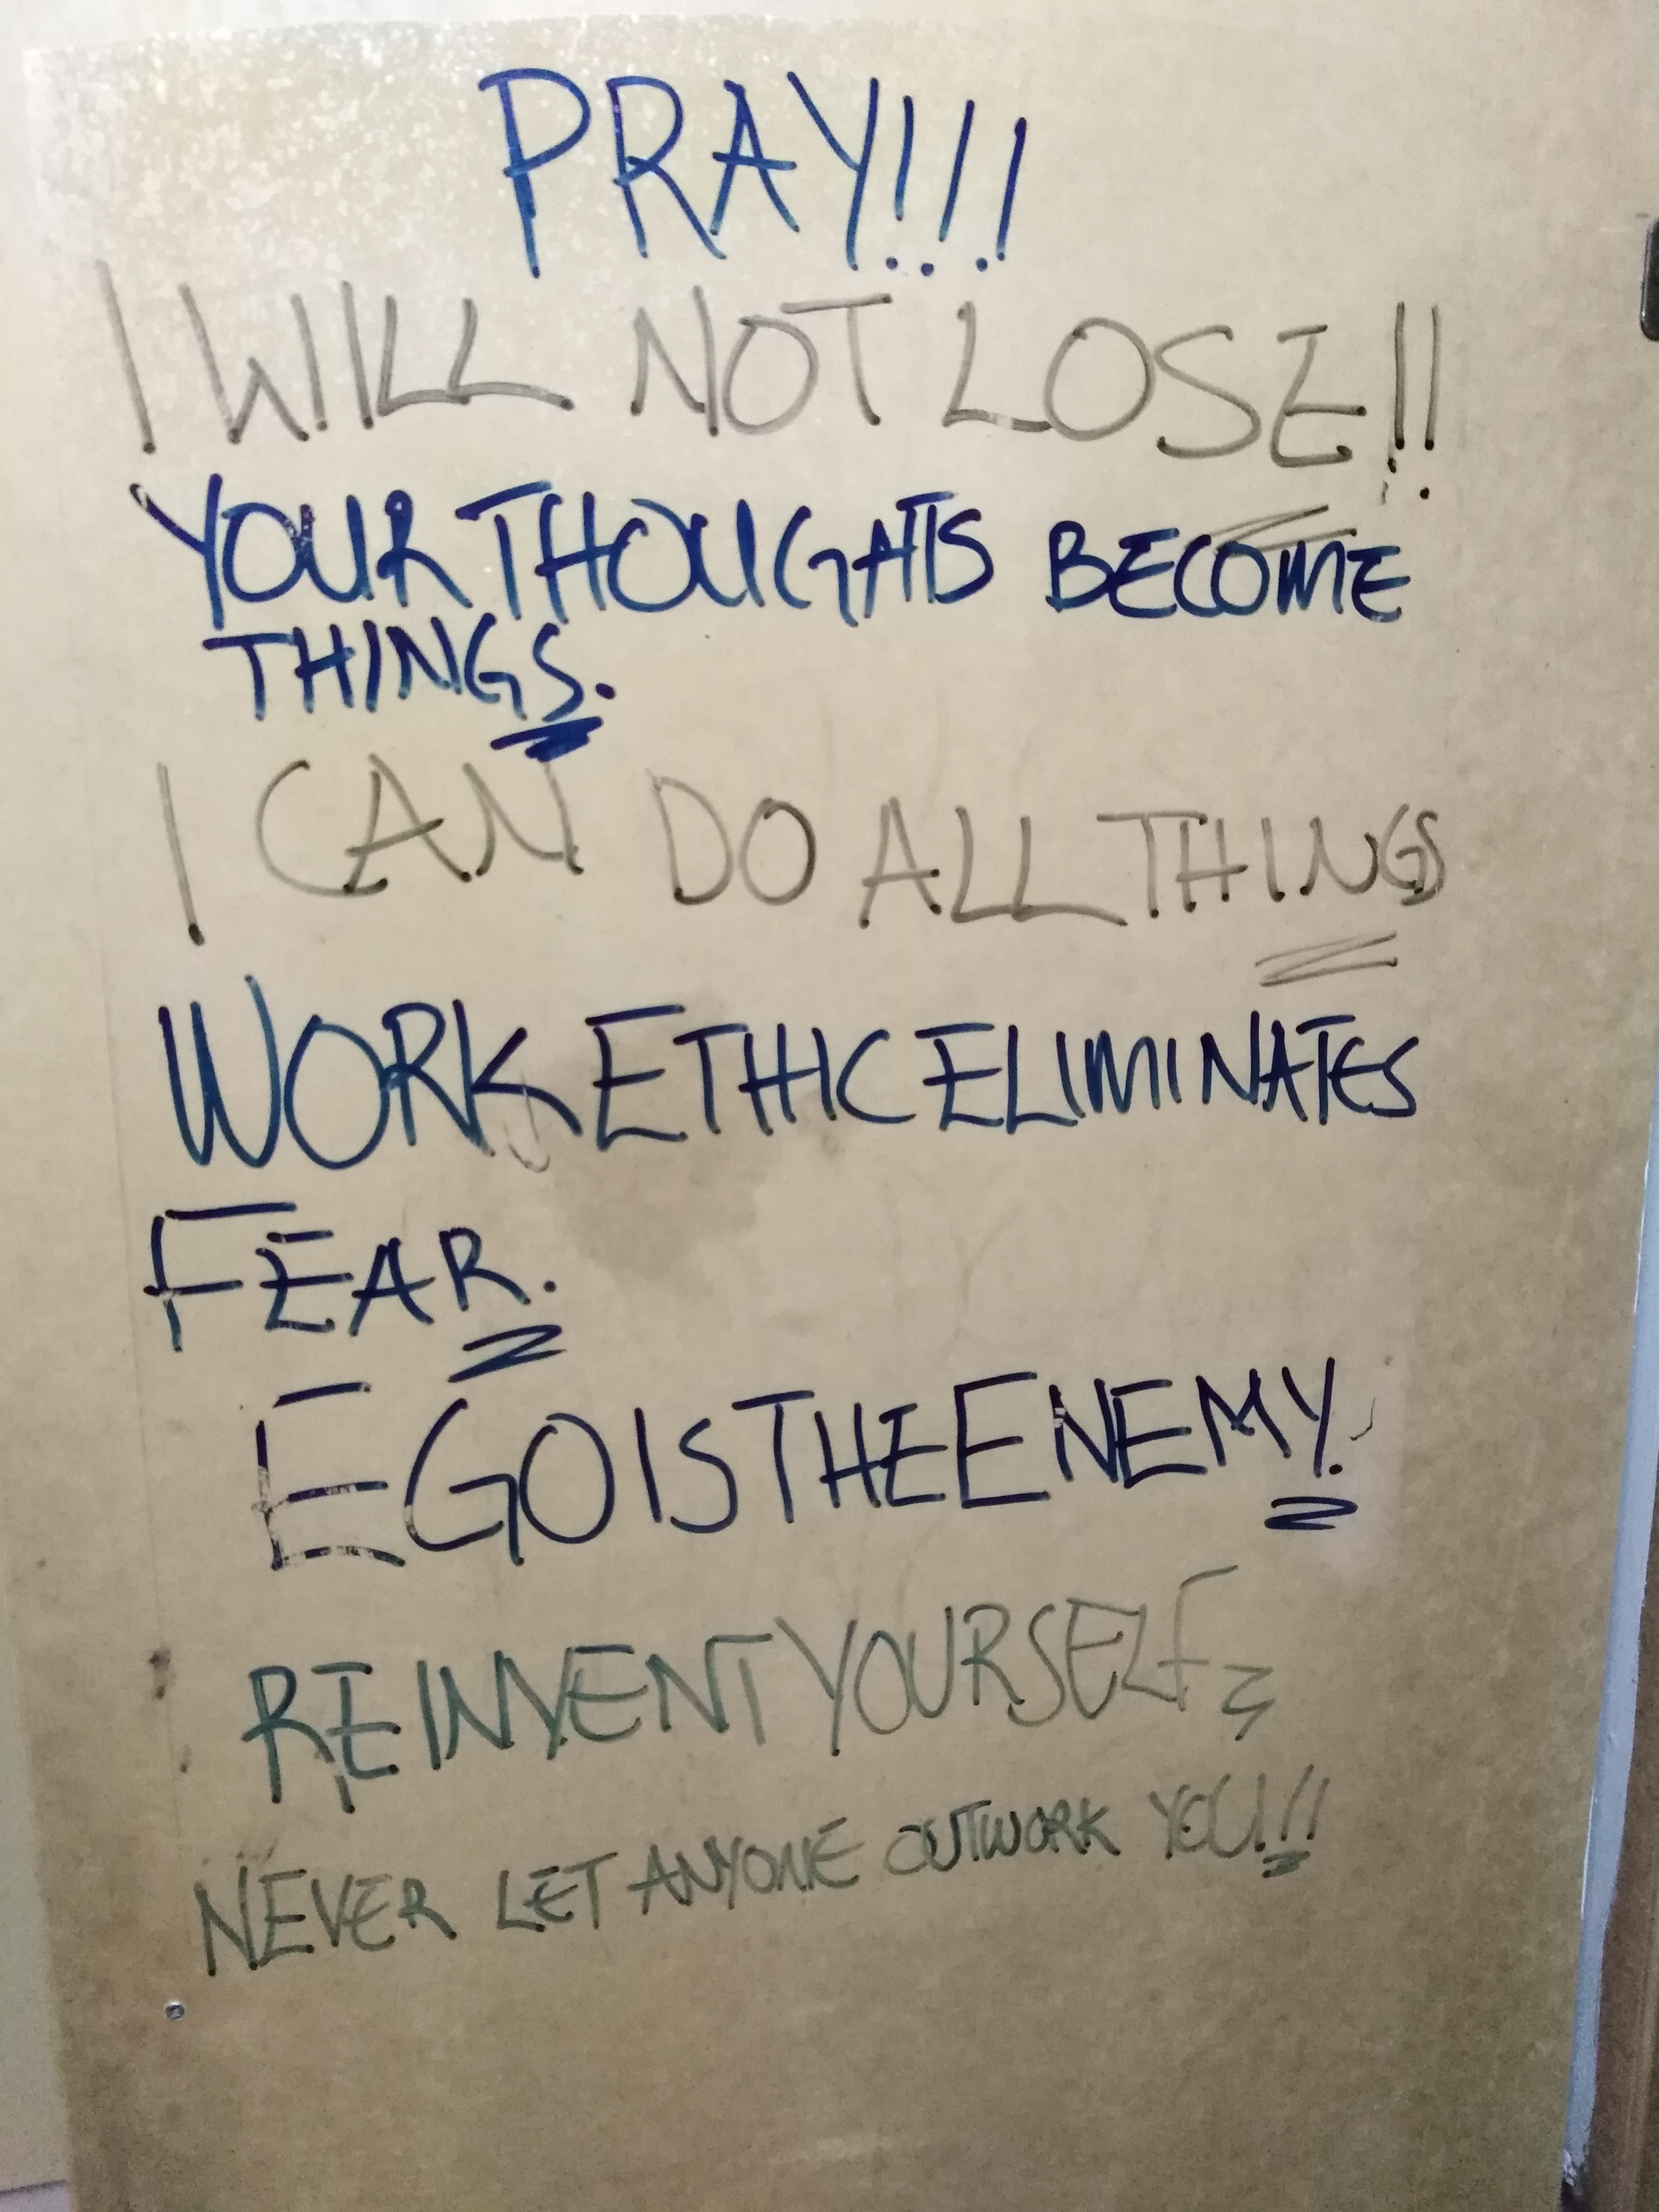 PRAY!!!
I WILL NOT LOSE!!
YOUR THOUGHTS BECOME
THINGS.
I CAN DO ALL THINGS
WORK ETHIC ELIMINATES
FEAR.
EGO IS THE ENEMY.
REINVENT YOURSELF
NEVER LET ANYONE OUTWORK YOU!!!